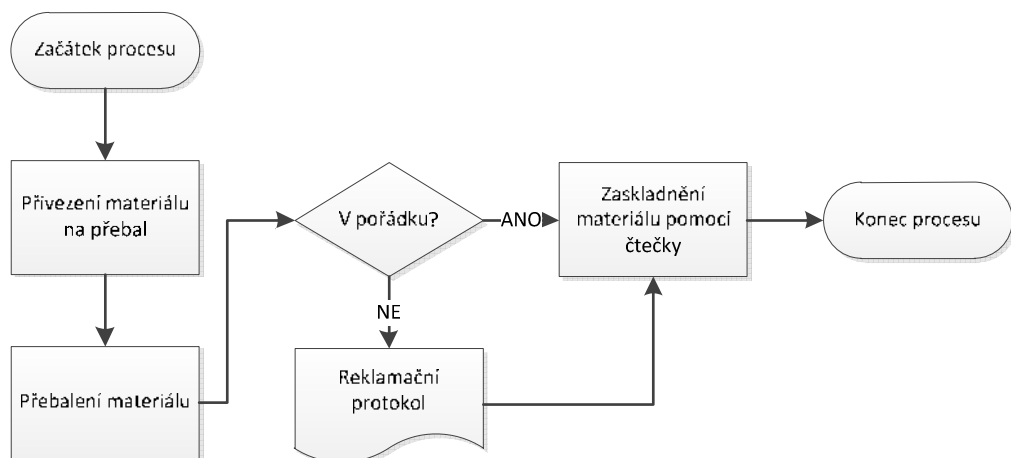 Začátek procesu
Přivezení materiálu
na přebal
Přebalení materiálu
V pořádku?
ANO
NE
Reklamační
protokol
Zaskladnění
materiálu pomocí
čtečky
Konec procesu